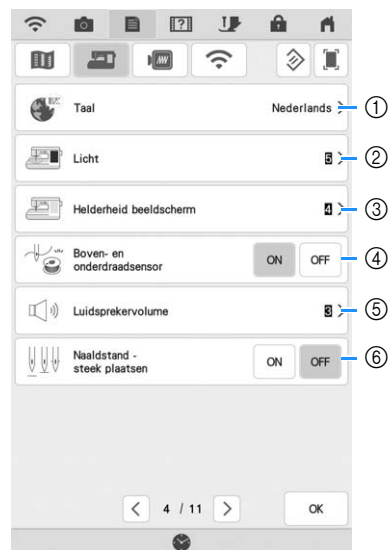 Taal
Nederlands
①
Licht
5
②
Helderheid beeldscherm
4
③
Boven- en
onderdraadsensor
ON
OFF
④
Luidsprekervolume
3
⑤
Naaldstand -
steek plaatsen
ON
OFF
⑥
4 / 11
OK